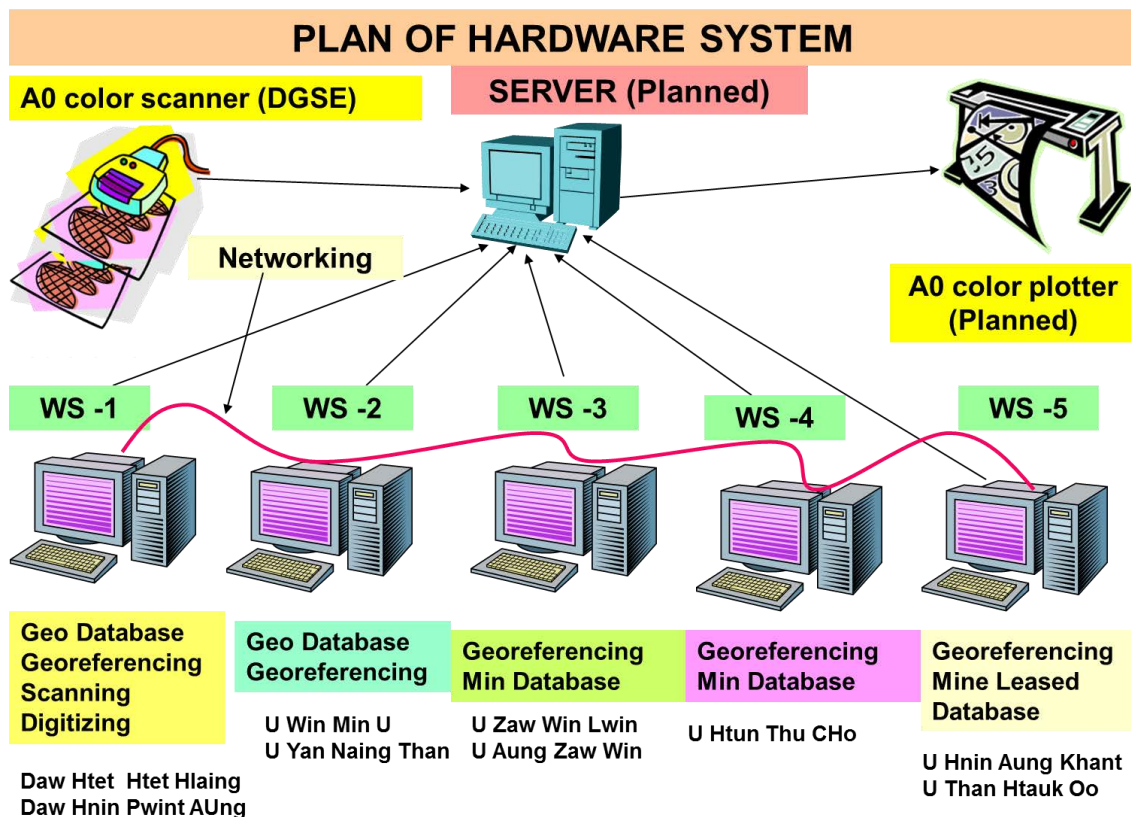 PLAN OF HARDWARE SYSTEM
A0 color scanner (DGSE)
SERVER (Planned)
Networking
A0 color plotter
(Planned)
WS -1
WS -2
WS -3
WS -4
WS -5
Geo Database
Georeferencing
Scanning
Digitizing
Daw Htet Htet Hlaing
Daw Hnin Pwint AUng
Geo Database
Georeferencing
U Win Min U
U Yan Naing Than
Georeferencing
Min Database
U Zaw Win Lwin
U Aung Zaw Win
Georeferencing
Min Database
U Htun Thu CHo
Georeferencing
Mine Leased
Database
U Hnin Aung Khant
U Than Htauk Oo